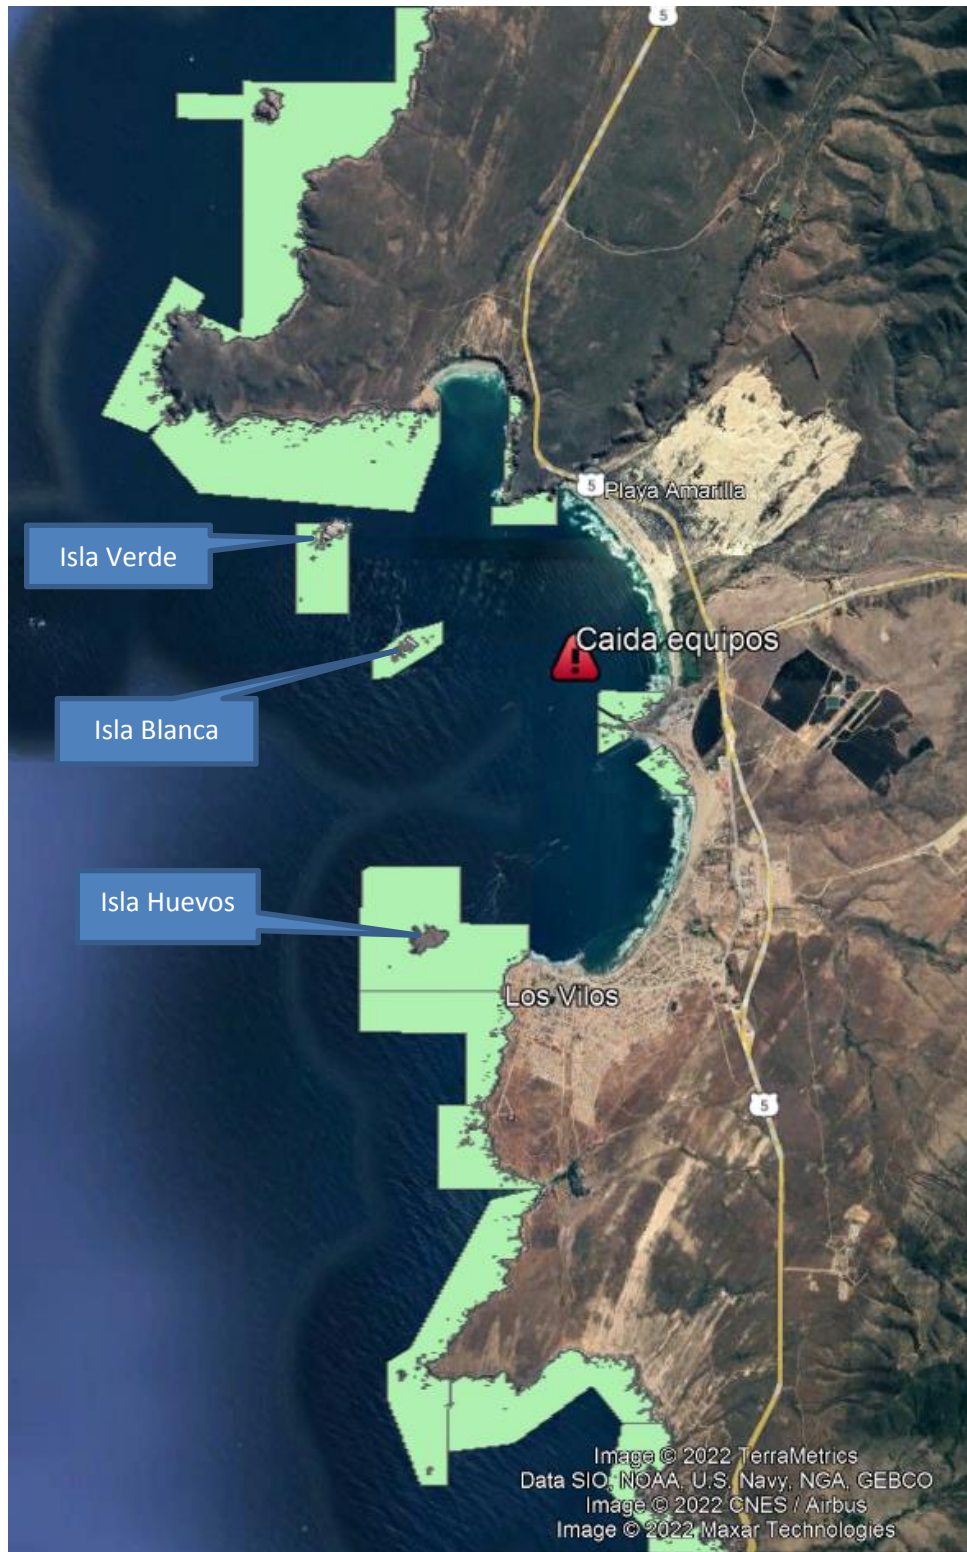 5
5
Playa Amarilla
Isla Verde
Caida equipos
Isla Blanca
Isla Huevos
Los Vilos
5
Image © 2022 TerraMetrics
Data SIO, NOAA, U.S. Navy, NGA, GEBCO
Image © 2022 CNES / Airbus
Image © 2022 Maxar Technologies